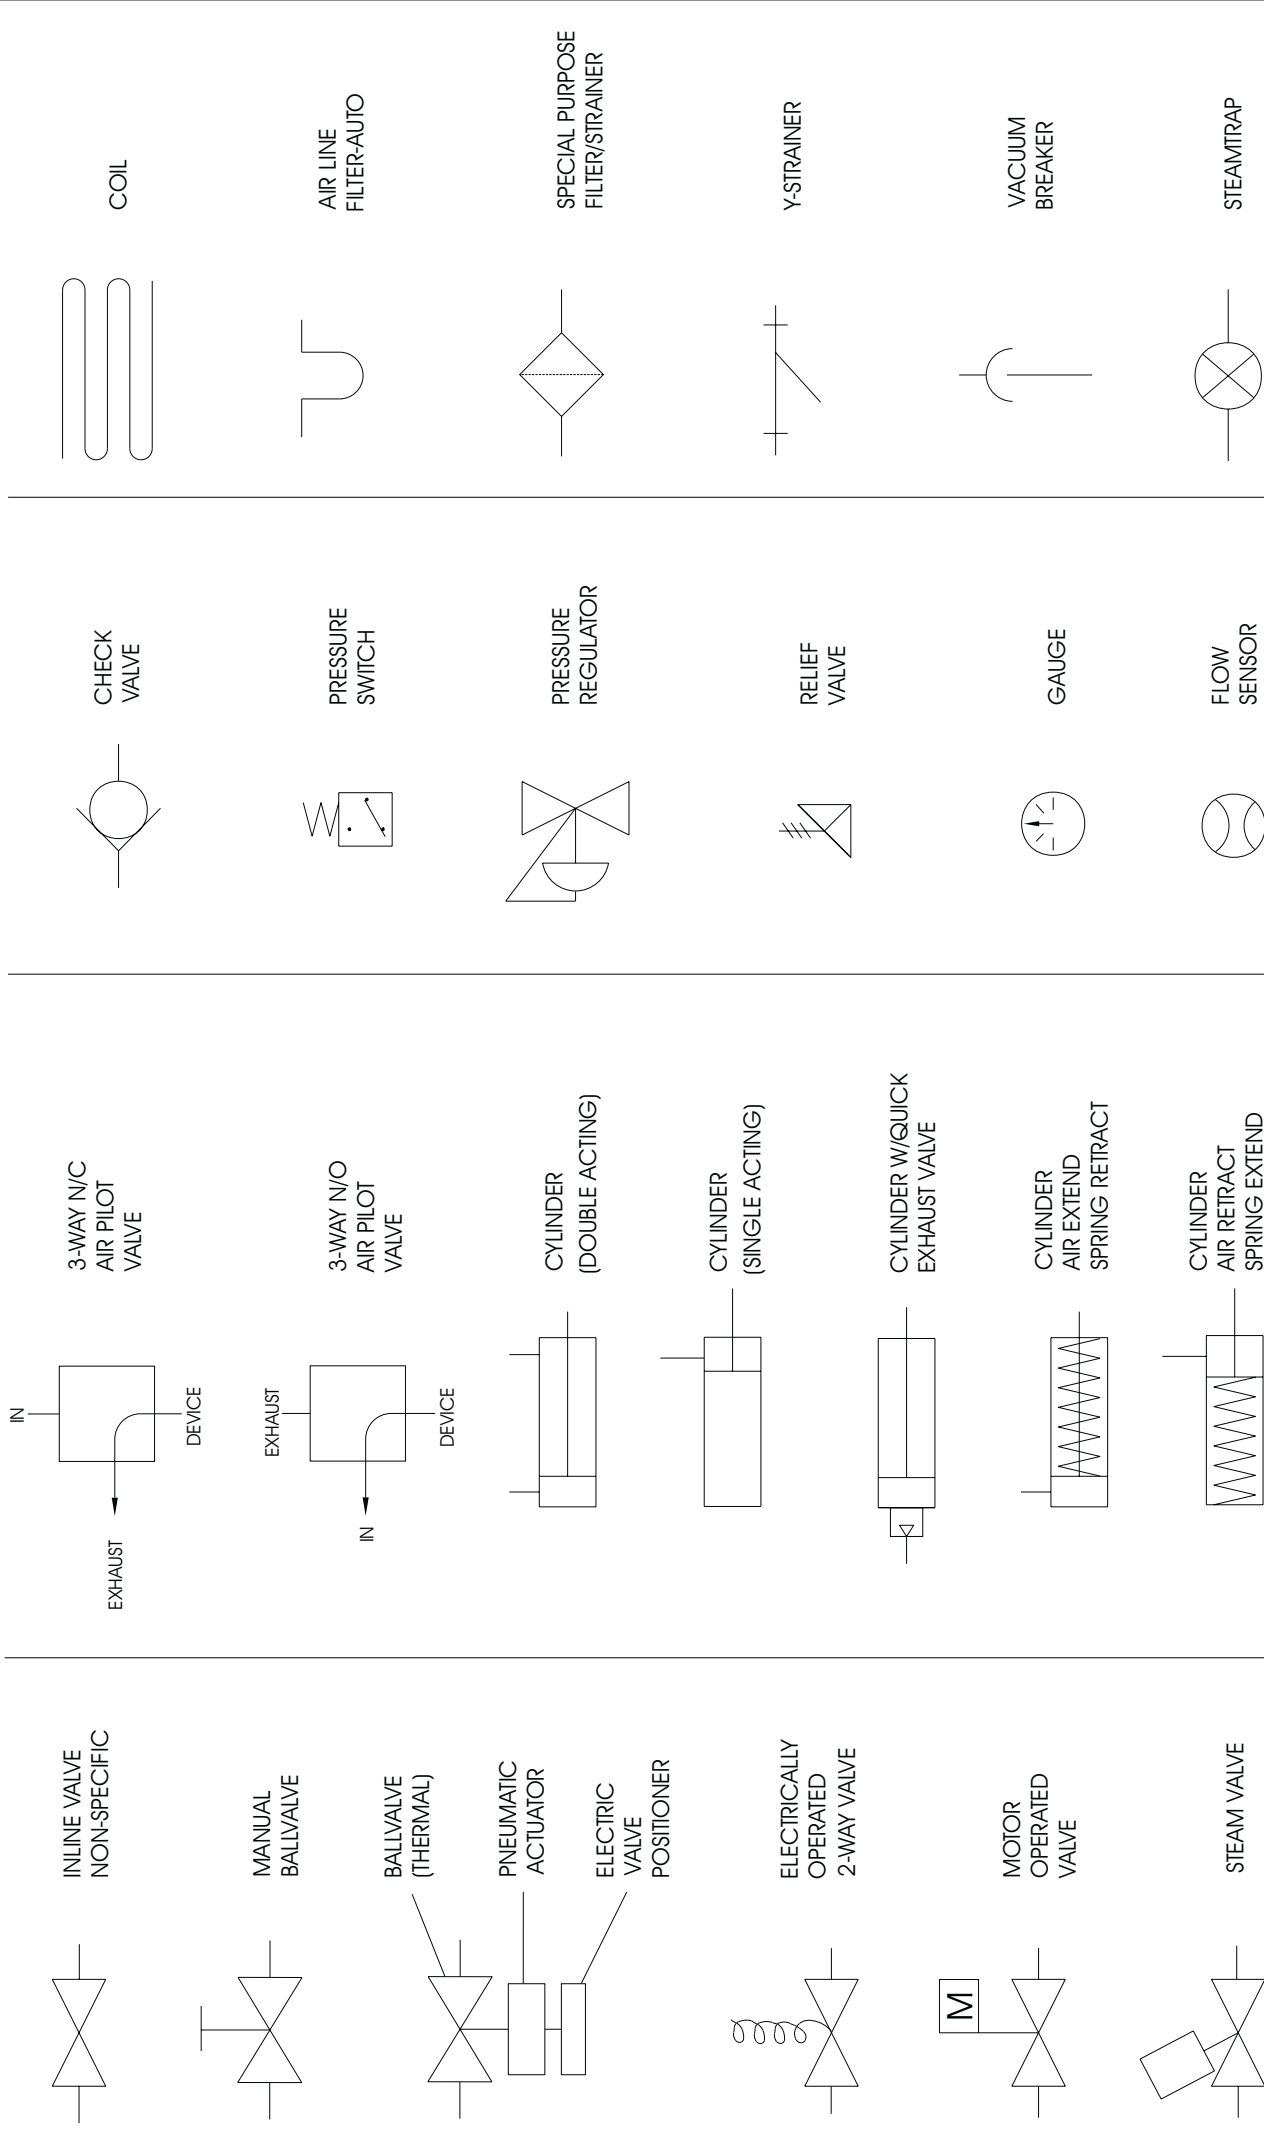 INLINE VALVE
NON-SPECIFIC
MANUAL
BALLVALVE
BALLVALVE
(THERMAL)
PNEUMATIC
ACTUATOR
ELECTRIC
VALVE
POSITIONER
ELECTRICALLY
OPERATED
2-WAY VALVE
M
MOTOR
OPERATED
VALVE
STEAM VALVE
IN
EXHAUST
DEVICE
3-WAY N/C
AIR PILOT
VALVE
EXHAUST
IN
DEVICE
3-WAY N/O
AIR PILOT
VALVE
CYLINDER
(DOUBLE ACTING)
CYLINDER
(SINGLE ACTING)
CYLINDER W/QUICK
EXHAUST VALVE
CYLINDER
AIR EXTEND
SPRING RETRACT
CYLINDER
AIR RETRACT
SPRING EXTEND
CHECK
VALVE
PRESSURE
SWITCH
PRESSURE
REGULATOR
RELIEF
VALVE
GAUGE
FLOW
SENSOR
COIL
AIR LINE
FILTER-AUTO
SPECIAL PURPOSE
FILTER/STRAINER
Y-STRAINER
VACUUM
BREAKER
STEAMTRAP